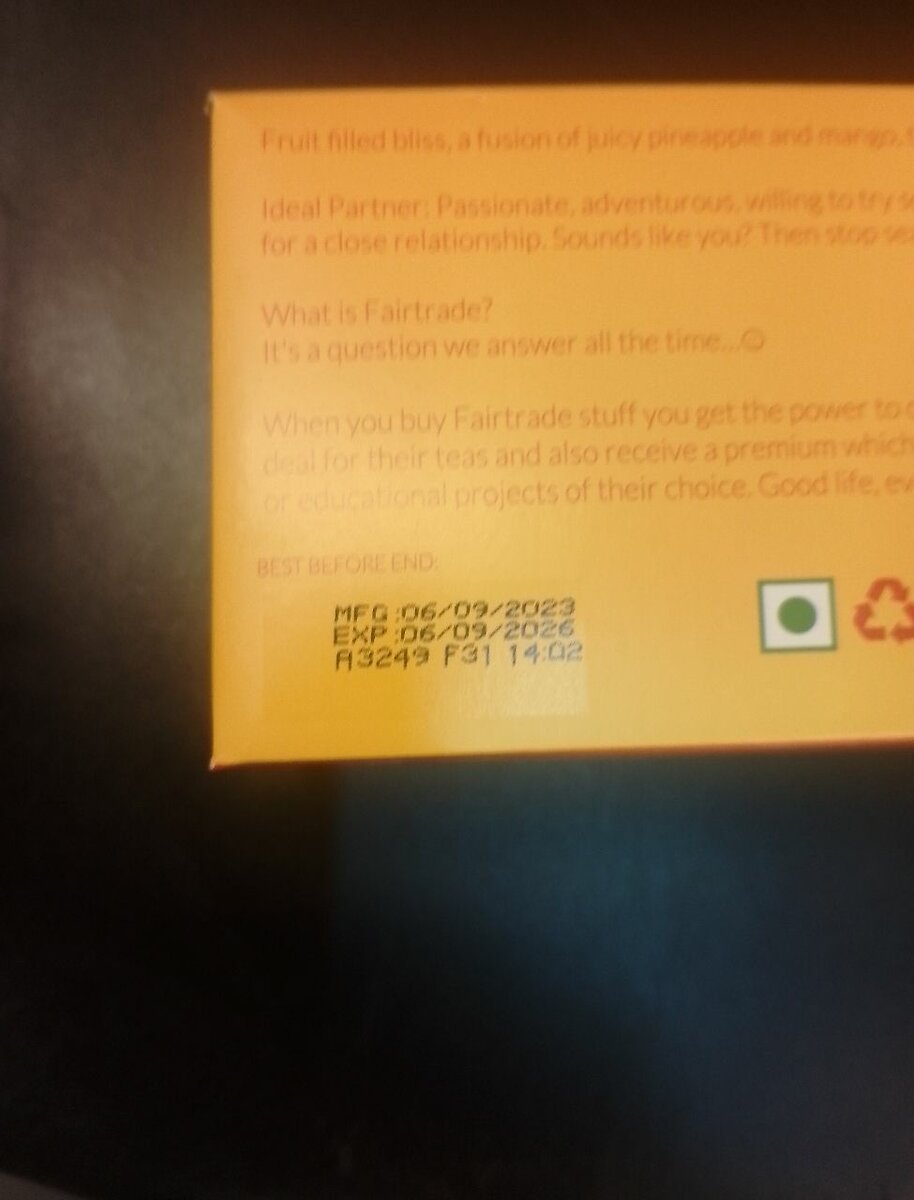 Fruit filled bliss, a fusion of juicy pineapple and mango,
Ideal Partner: Passionate, adventurous, willing to try
for a close relationship. Sounds like you? Then stop
What is Fairtrade?
It's a question we answer all the time...☺
When you buy Fairtrade stuff you get the power to
deal for their teas and also receive a premium which
or educational projects of their choice. Good life,
BEST BEFORE END:
MFG:06/09/2023
EXP:06/09/2026
A3249 F31 14:02